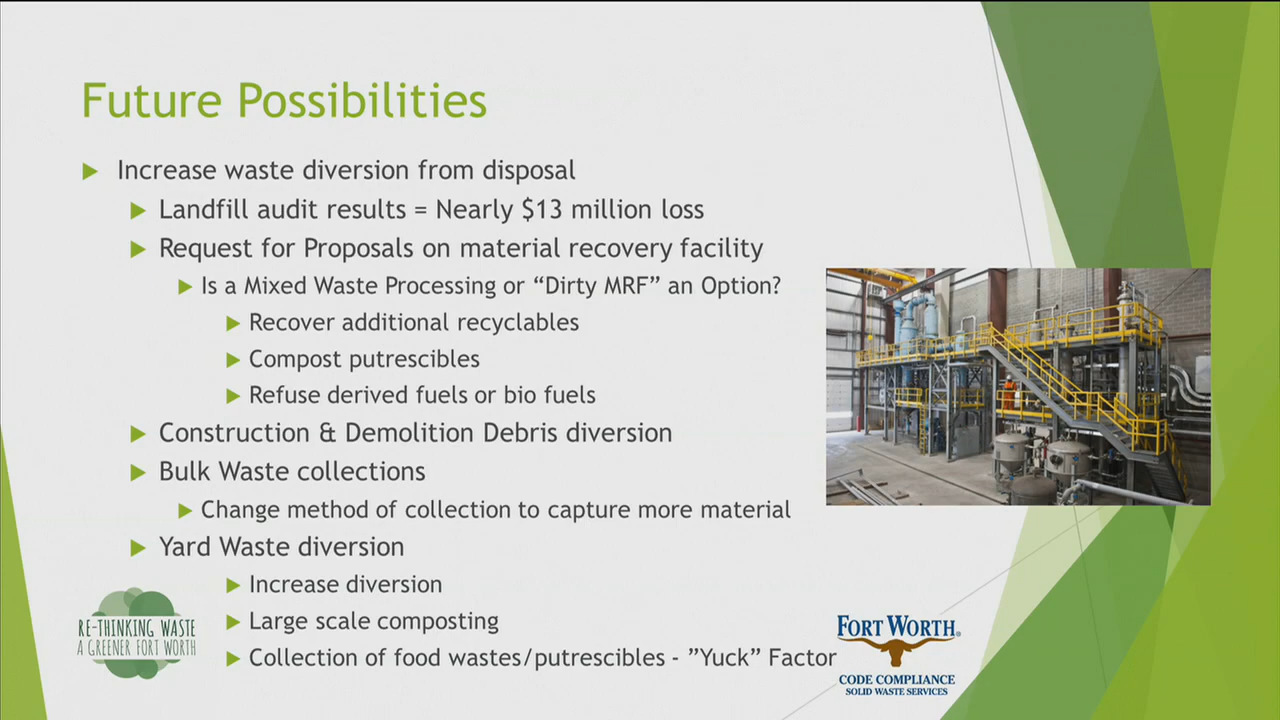 Future Possibilities
Increase waste diversion from disposal
Landfill audit results = Nearly $13 million loss
Request for Proposals on material recovery facility
Is a Mixed Waste Processing or “Dirty MRF” an Option?
Recover additional recyclables
Compost putrescibles
Refuse derived fuels or bio fuels
Construction & Demolition Debris diversion
Bulk Waste collections
Change method of collection to capture more material
Yard Waste diversion
Increase diversion
Large scale composting
Collection of food wastes/putrescibles - ”Yuck” Factor
RE-THINKING WASTE
A GREENER FORT WORTH
FORT WORTH®
CODE COMPLIANCE
SOLID WASTE SERVICES